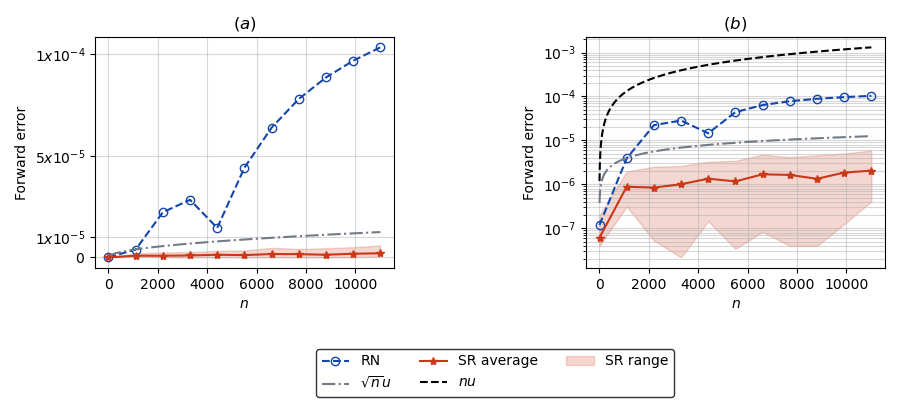 (a)
Forward error
1x10⁻⁴
5x10⁻⁵
1x10⁻⁵
0
0 2000 4000 6000 8000 10000
n
(b)
Forward error
10⁻³
10⁻⁴
10⁻⁵
10⁻⁶
10⁻⁷
0 2000 4000 6000 8000 10000
n
RN SR average SR range
√n u nu